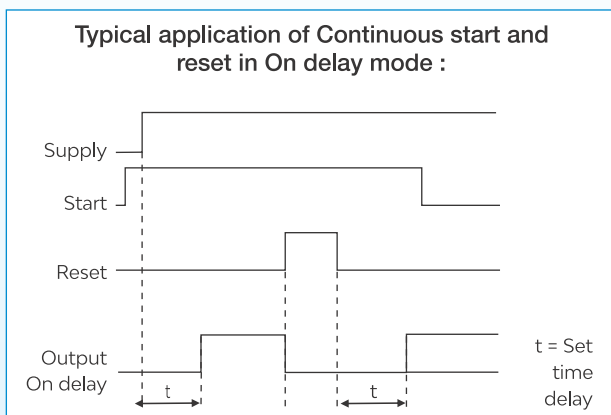 Typical application of Continuous start and
reset in On delay mode :
Supply
Start
Reset
Output
On delay
t
t
t = Set
time
delay